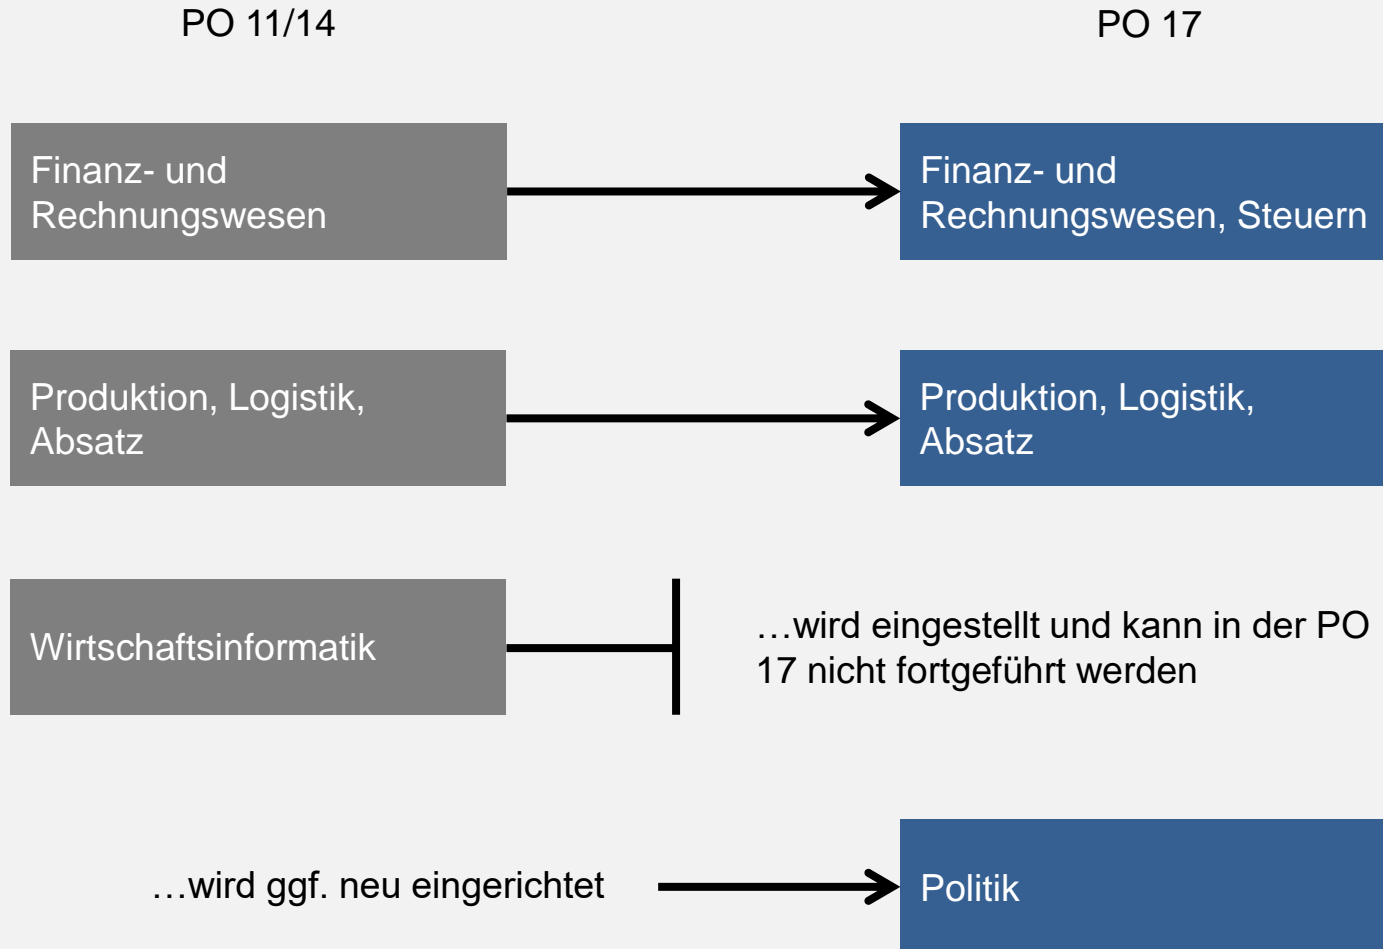 PO 11/14
PO 17
Finanz- und
Rechnungswesen
Finanz- und
Rechnungswesen, Steuern
Produktion, Logistik,
Absatz
Produktion, Logistik,
Absatz
Wirtschaftsinformatik
…wird eingestellt und kann in der PO
17 nicht fortgeführt werden
…wird ggf. neu eingerichtet
Politik